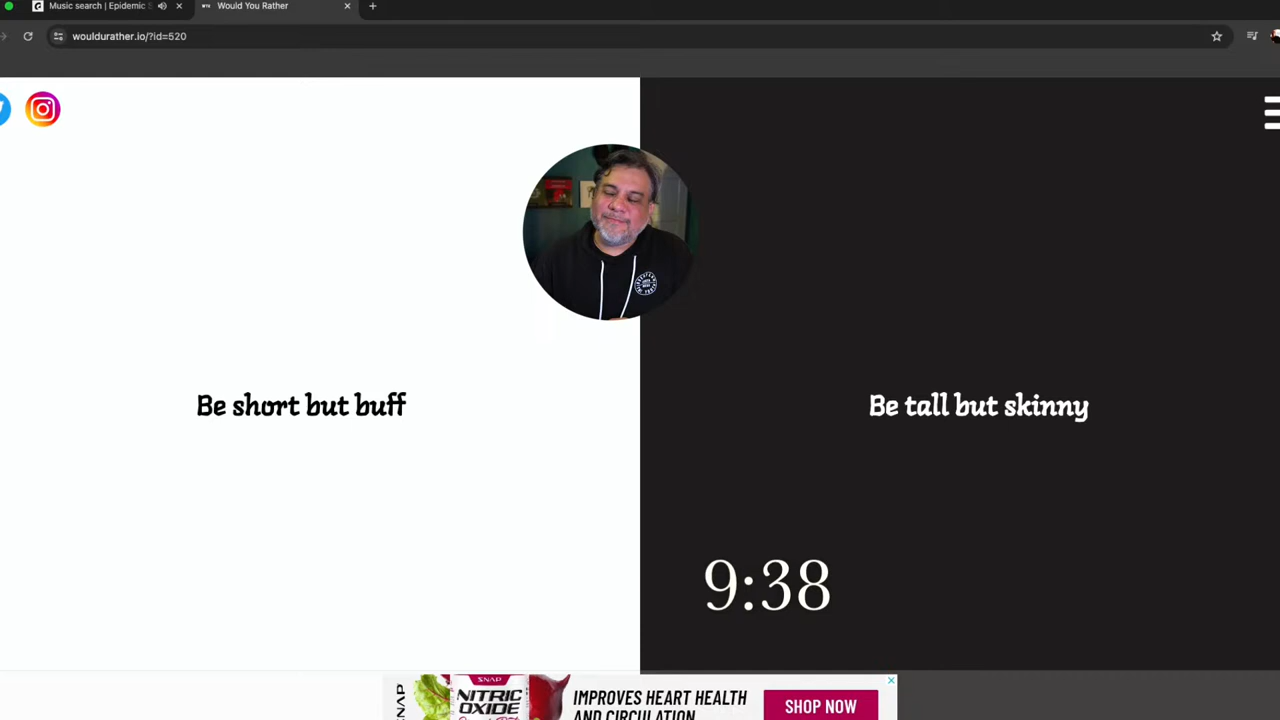 Music search | Epidemic S
Would You Rather
wouldurather.io/?id=520
Be short but buff
Be tall but skinny
9:38
SNAP
SNAP
NITRIC
OXIDE
IMPROVES HEART HEALTH
AND CIRCULATION
SHOP NOW